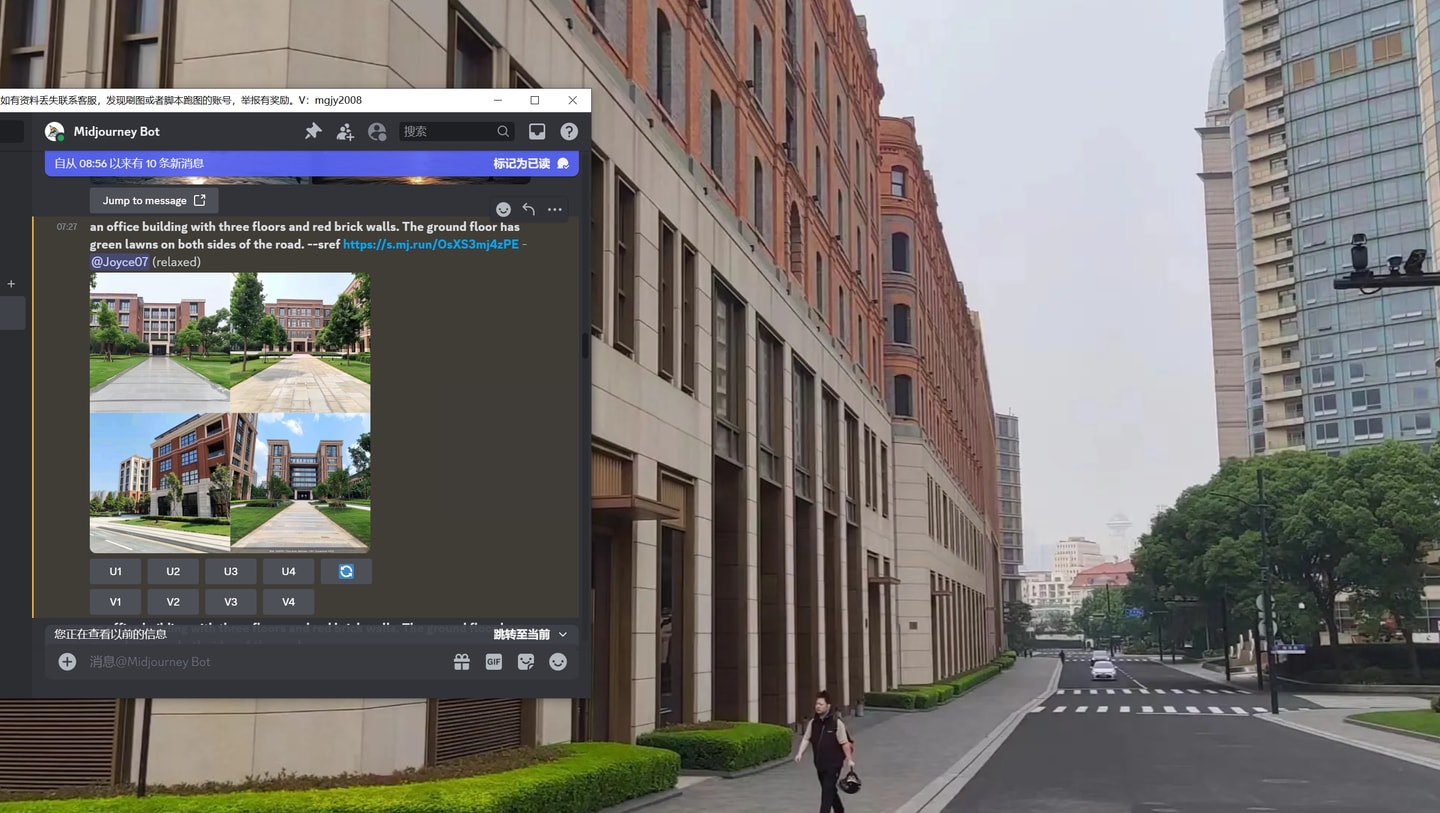 如有资料丢失联系客服，发现刷图或者脚本跑图的账号，举报有奖励。V：mgjy2008
Midjourney Bot
搜索
自从 08:56 以来有 10 条新消息
标记为已读
Jump to message
07:27
an office building with three floors and red brick walls. The ground floor has
green lawns on both sides of the road. --sref https://s.mj.run/OsXS3mj4zPE -
@Joyce07 (relaxed)
U1
U2
U3
U4
V1
V2
V3
V4
您正在查看以前的信息
跳转至当前
消息@Midjourney Bot
GIF